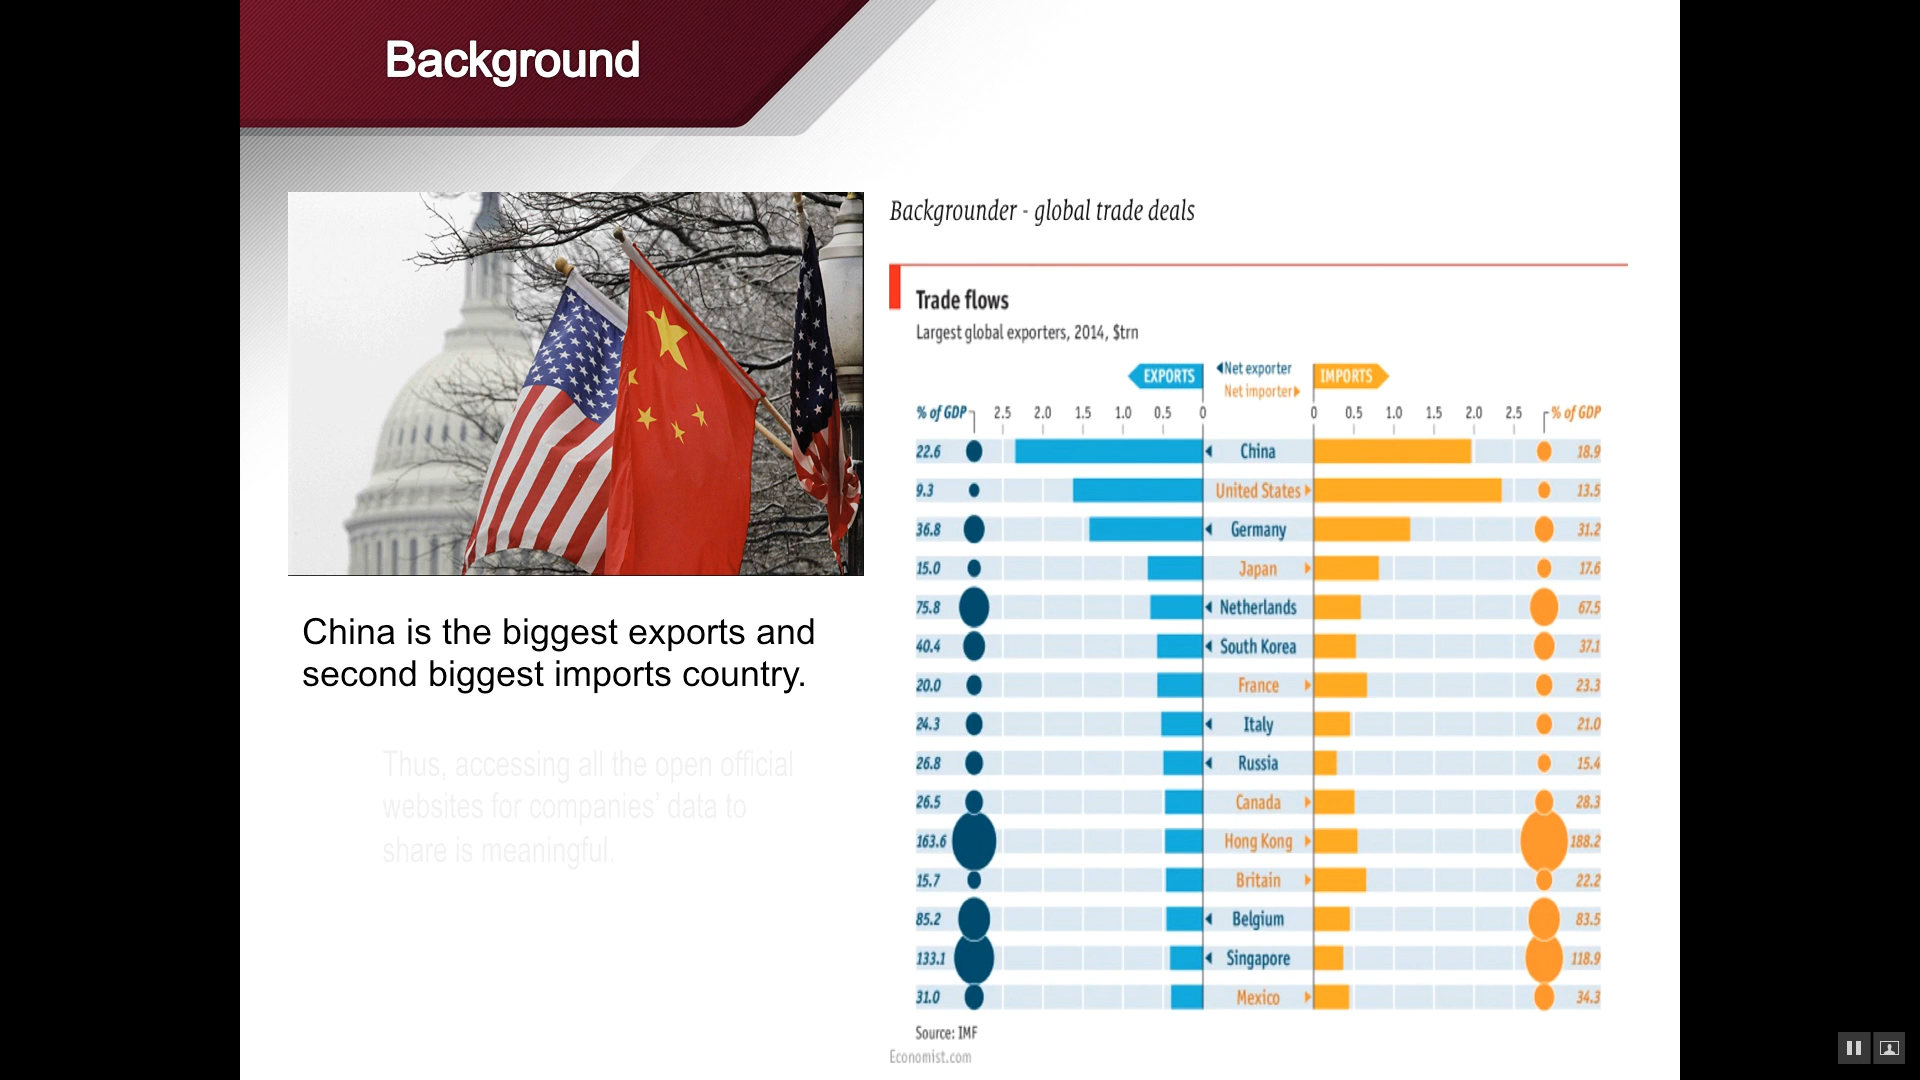 Background
China is the biggest exports and
second biggest imports country.
Thus, accessing all the open official
websites for companies’ data to
share is meaningful.
Backgrounder - global trade deals
Trade flows
Largest global exporters, 2014, $trn
EXPORTS Net exporter IMPORTS
Net importer
% of GDP 2.5 2.0 1.5 1.0 0.5 0 0 0.5 1.0 1.5 2.0 2.5 % of GDP
22.6 China 18.9
9.3 United States 13.5
36.8 Germany 31.2
15.0 Japan 17.6
75.8 Netherlands 67.5
40.4 South Korea 37.1
20.0 France 23.3
24.3 Italy 21.0
26.8 Russia 15.4
26.5 Canada 28.3
163.6 Hong Kong 188.2
15.7 Britain 22.2
85.2 Belgium 83.5
133.1 Singapore 118.9
31.0 Mexico 34.3
Source: IMF
Economist.com